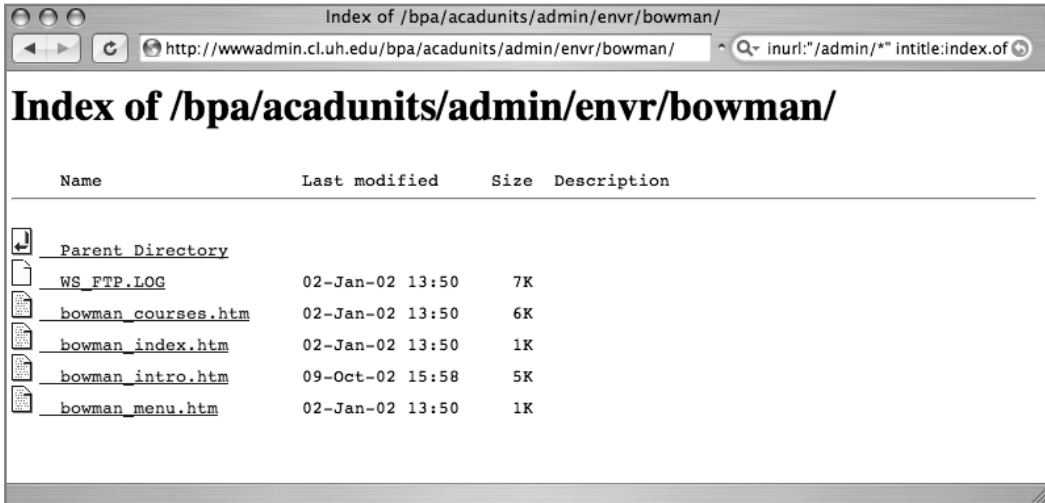 Index of /bpa/acadunits/admin/envr/bowman/
http://wwwadmin.cl.uh.edu/bpa/acadunits/admin/envr/bowman/ inurl:"/admin/*" intitle:index.of
Index of /bpa/acadunits/admin/envr/bowman/
Name Last modified Size Description
Parent Directory
WS_FTP.LOG 02-Jan-02 13:50 7K
bowman_courses.htm 02-Jan-02 13:50 6K
bowman_index.htm 02-Jan-02 13:50 1K
bowman_intro.htm 09-Oct-02 15:58 5K
bowman_menu.htm 02-Jan-02 13:50 1K